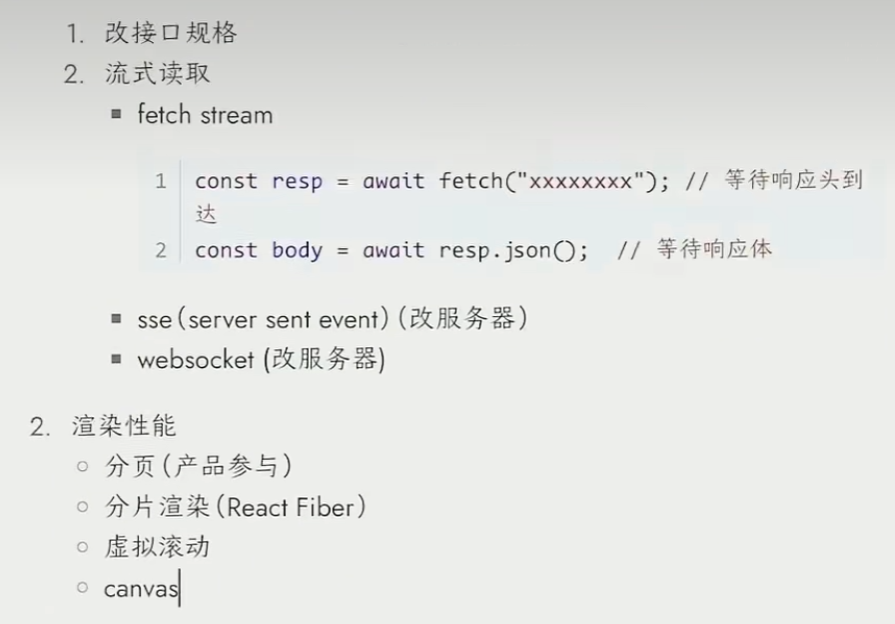 1. 改接口规格
2. 流式读取
▪ fetch stream
1 const resp = await fetch("xxxxxxxx"); // 等待响应头到
达
2 const body = await resp.json(); // 等待响应体
▪ sse(server sent event)(改服务器)
▪ websocket (改服务器)
2. 渲染性能
○ 分页(产品参与)
○ 分片渲染(React Fiber)
○ 虚拟滚动
○ canvas